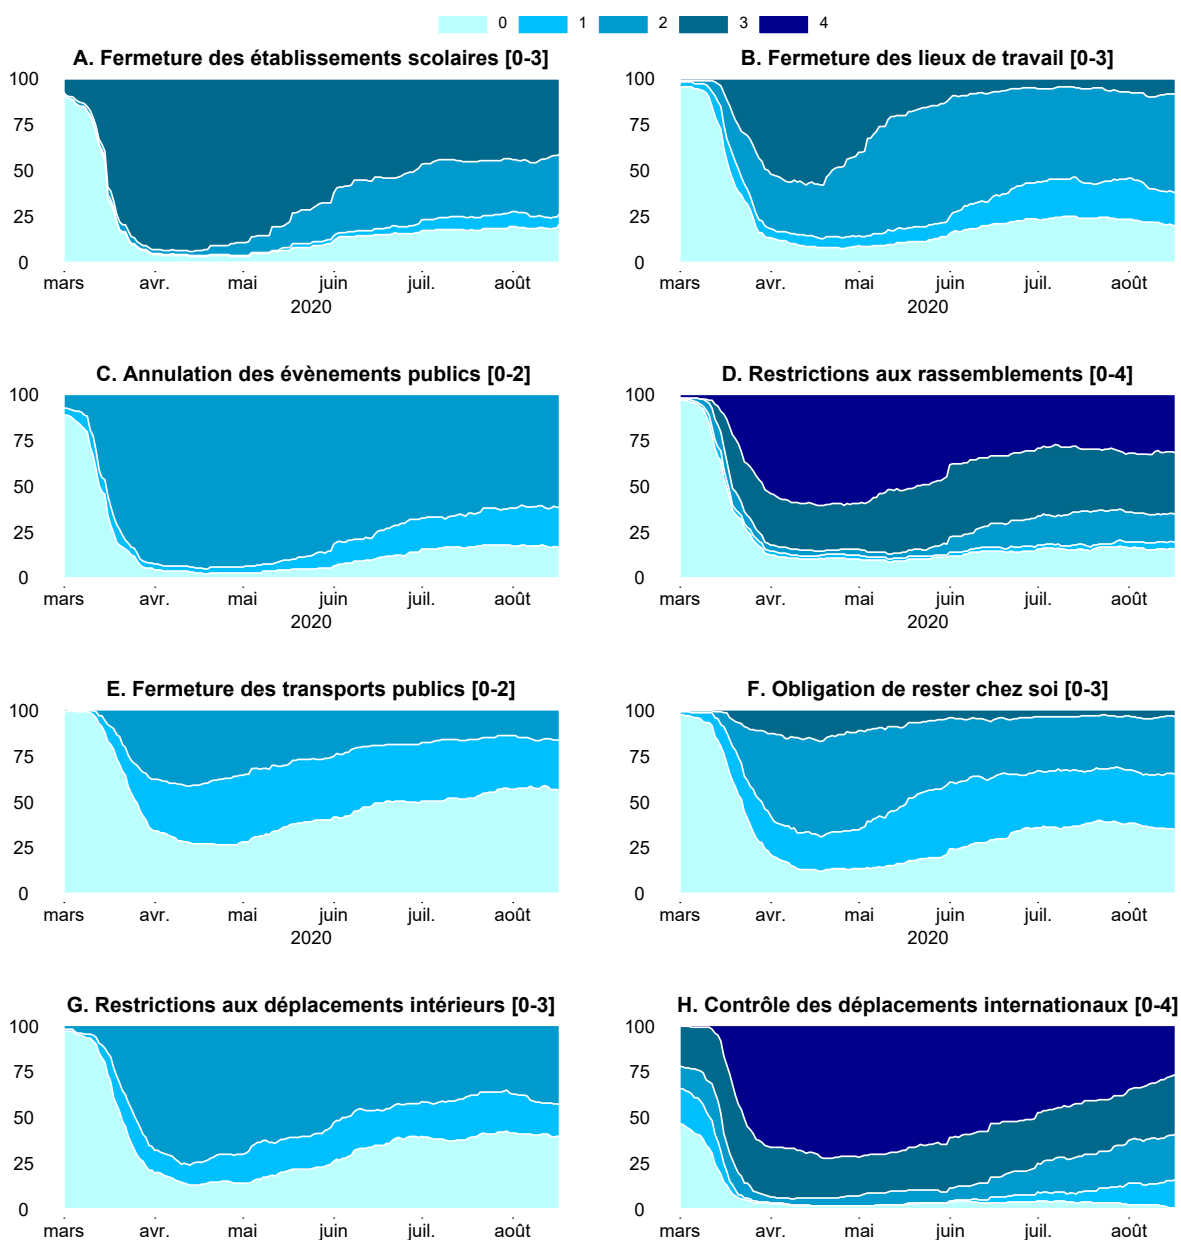 0 1 2 3 4
A. Fermeture des établissements scolaires [0-3]
100
75
50
25
0
mars avr. mai juin juil. août
2020
B. Fermeture des lieux de travail [0-3]
100
75
50
25
0
mars avr. mai juin juil. août
2020
C. Annulation des évènements publics [0-2]
100
75
50
25
0
mars avr. mai juin juil. août
2020
D. Restrictions aux rassemblements [0-4]
100
75
50
25
0
mars avr. mai juin juil. août
2020
E. Fermeture des transports publics [0-2]
100
75
50
25
0
mars avr. mai juin juil. août
2020
F. Obligation de rester chez soi [0-3]
100
75
50
25
0
mars avr. mai juin juil. août
2020
G. Restrictions aux déplacements intérieurs [0-3]
100
75
50
25
0
mars avr. mai juin juil. août
H. Contrôle des déplacements internationaux [0-4]
100
75
50
25
0
mars avr. mai juin juil. août